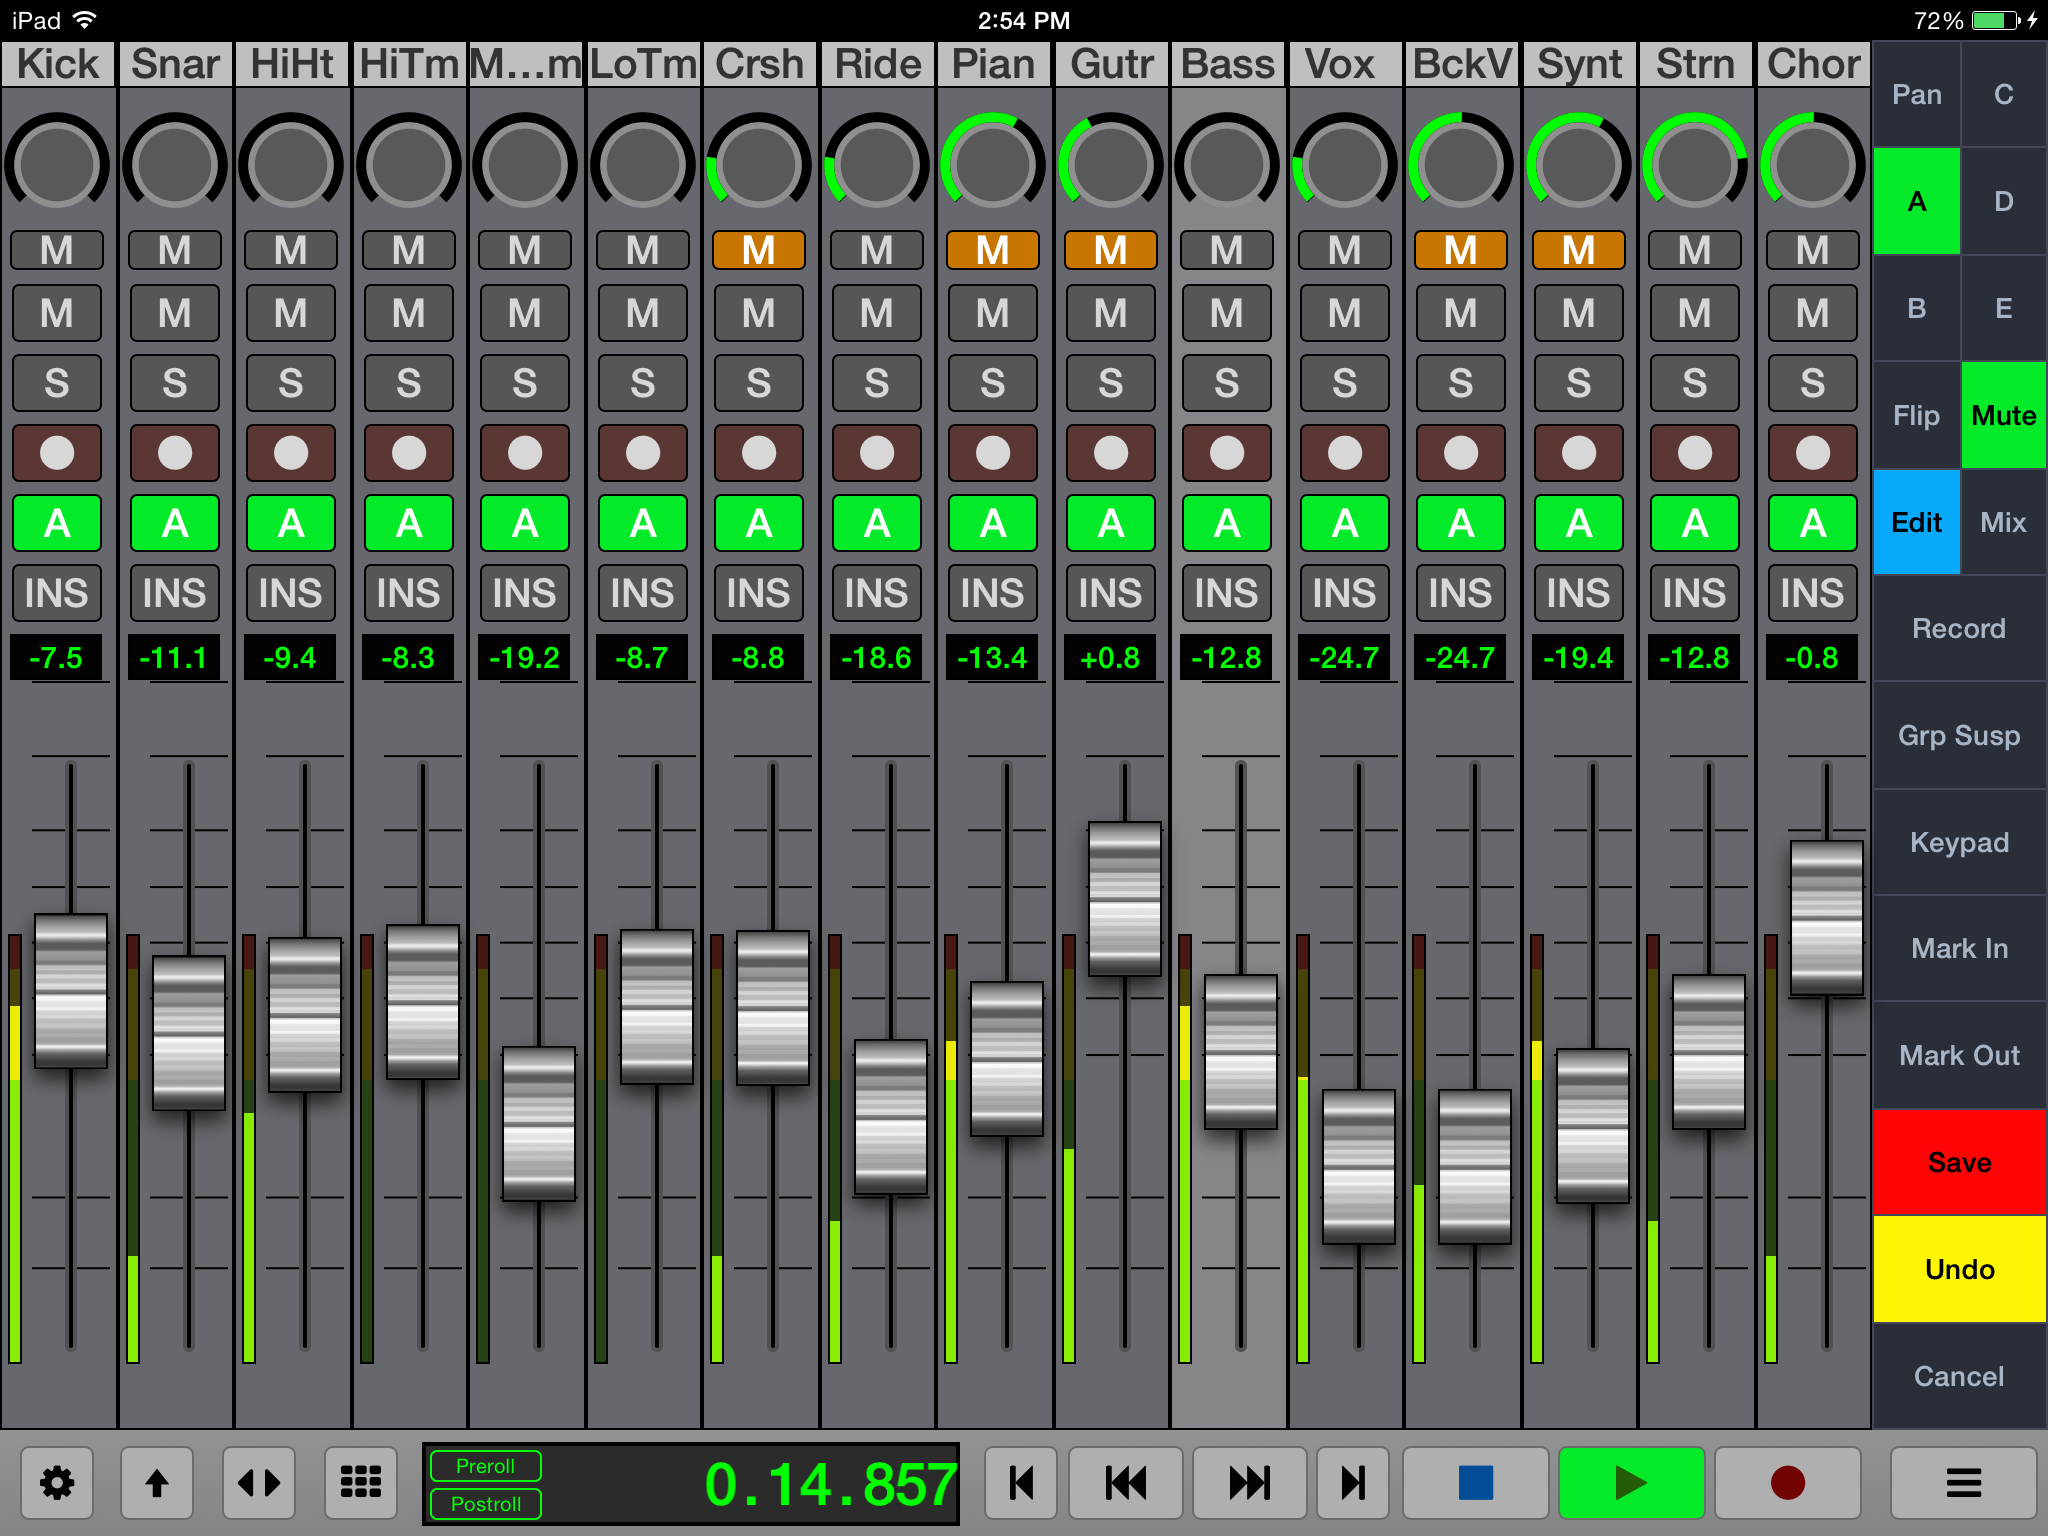 iPad 2:54 PM 72%
Kick Snar HiHt HiTm M...m LoTm Crsh Ride Pian Gutr Bass Vox BckV Synt Strn Chor
M M M M M M M M M M M M M M M M
M M M M M M M M M M M M M M M M
S S S S S S S S S S S S S S S S
A A A A A A A A A A A A A A A A
INS INS INS INS INS INS INS INS INS INS INS INS INS INS INS INS
-7.5 -11.1 -9.4 -8.3 -19.2 -8.7 -8.8 -18.6 -13.4 +0.8 -12.8 -24.7 -24.7 -19.4 -12.8 -0.8
Pan C
A D
B E
Flip Mute
Edit Mix
Record
Grp Susp
Keypad
Mark In
Mark Out
Save
Undo
Cancel
Preroll
Postroll
0.14.857